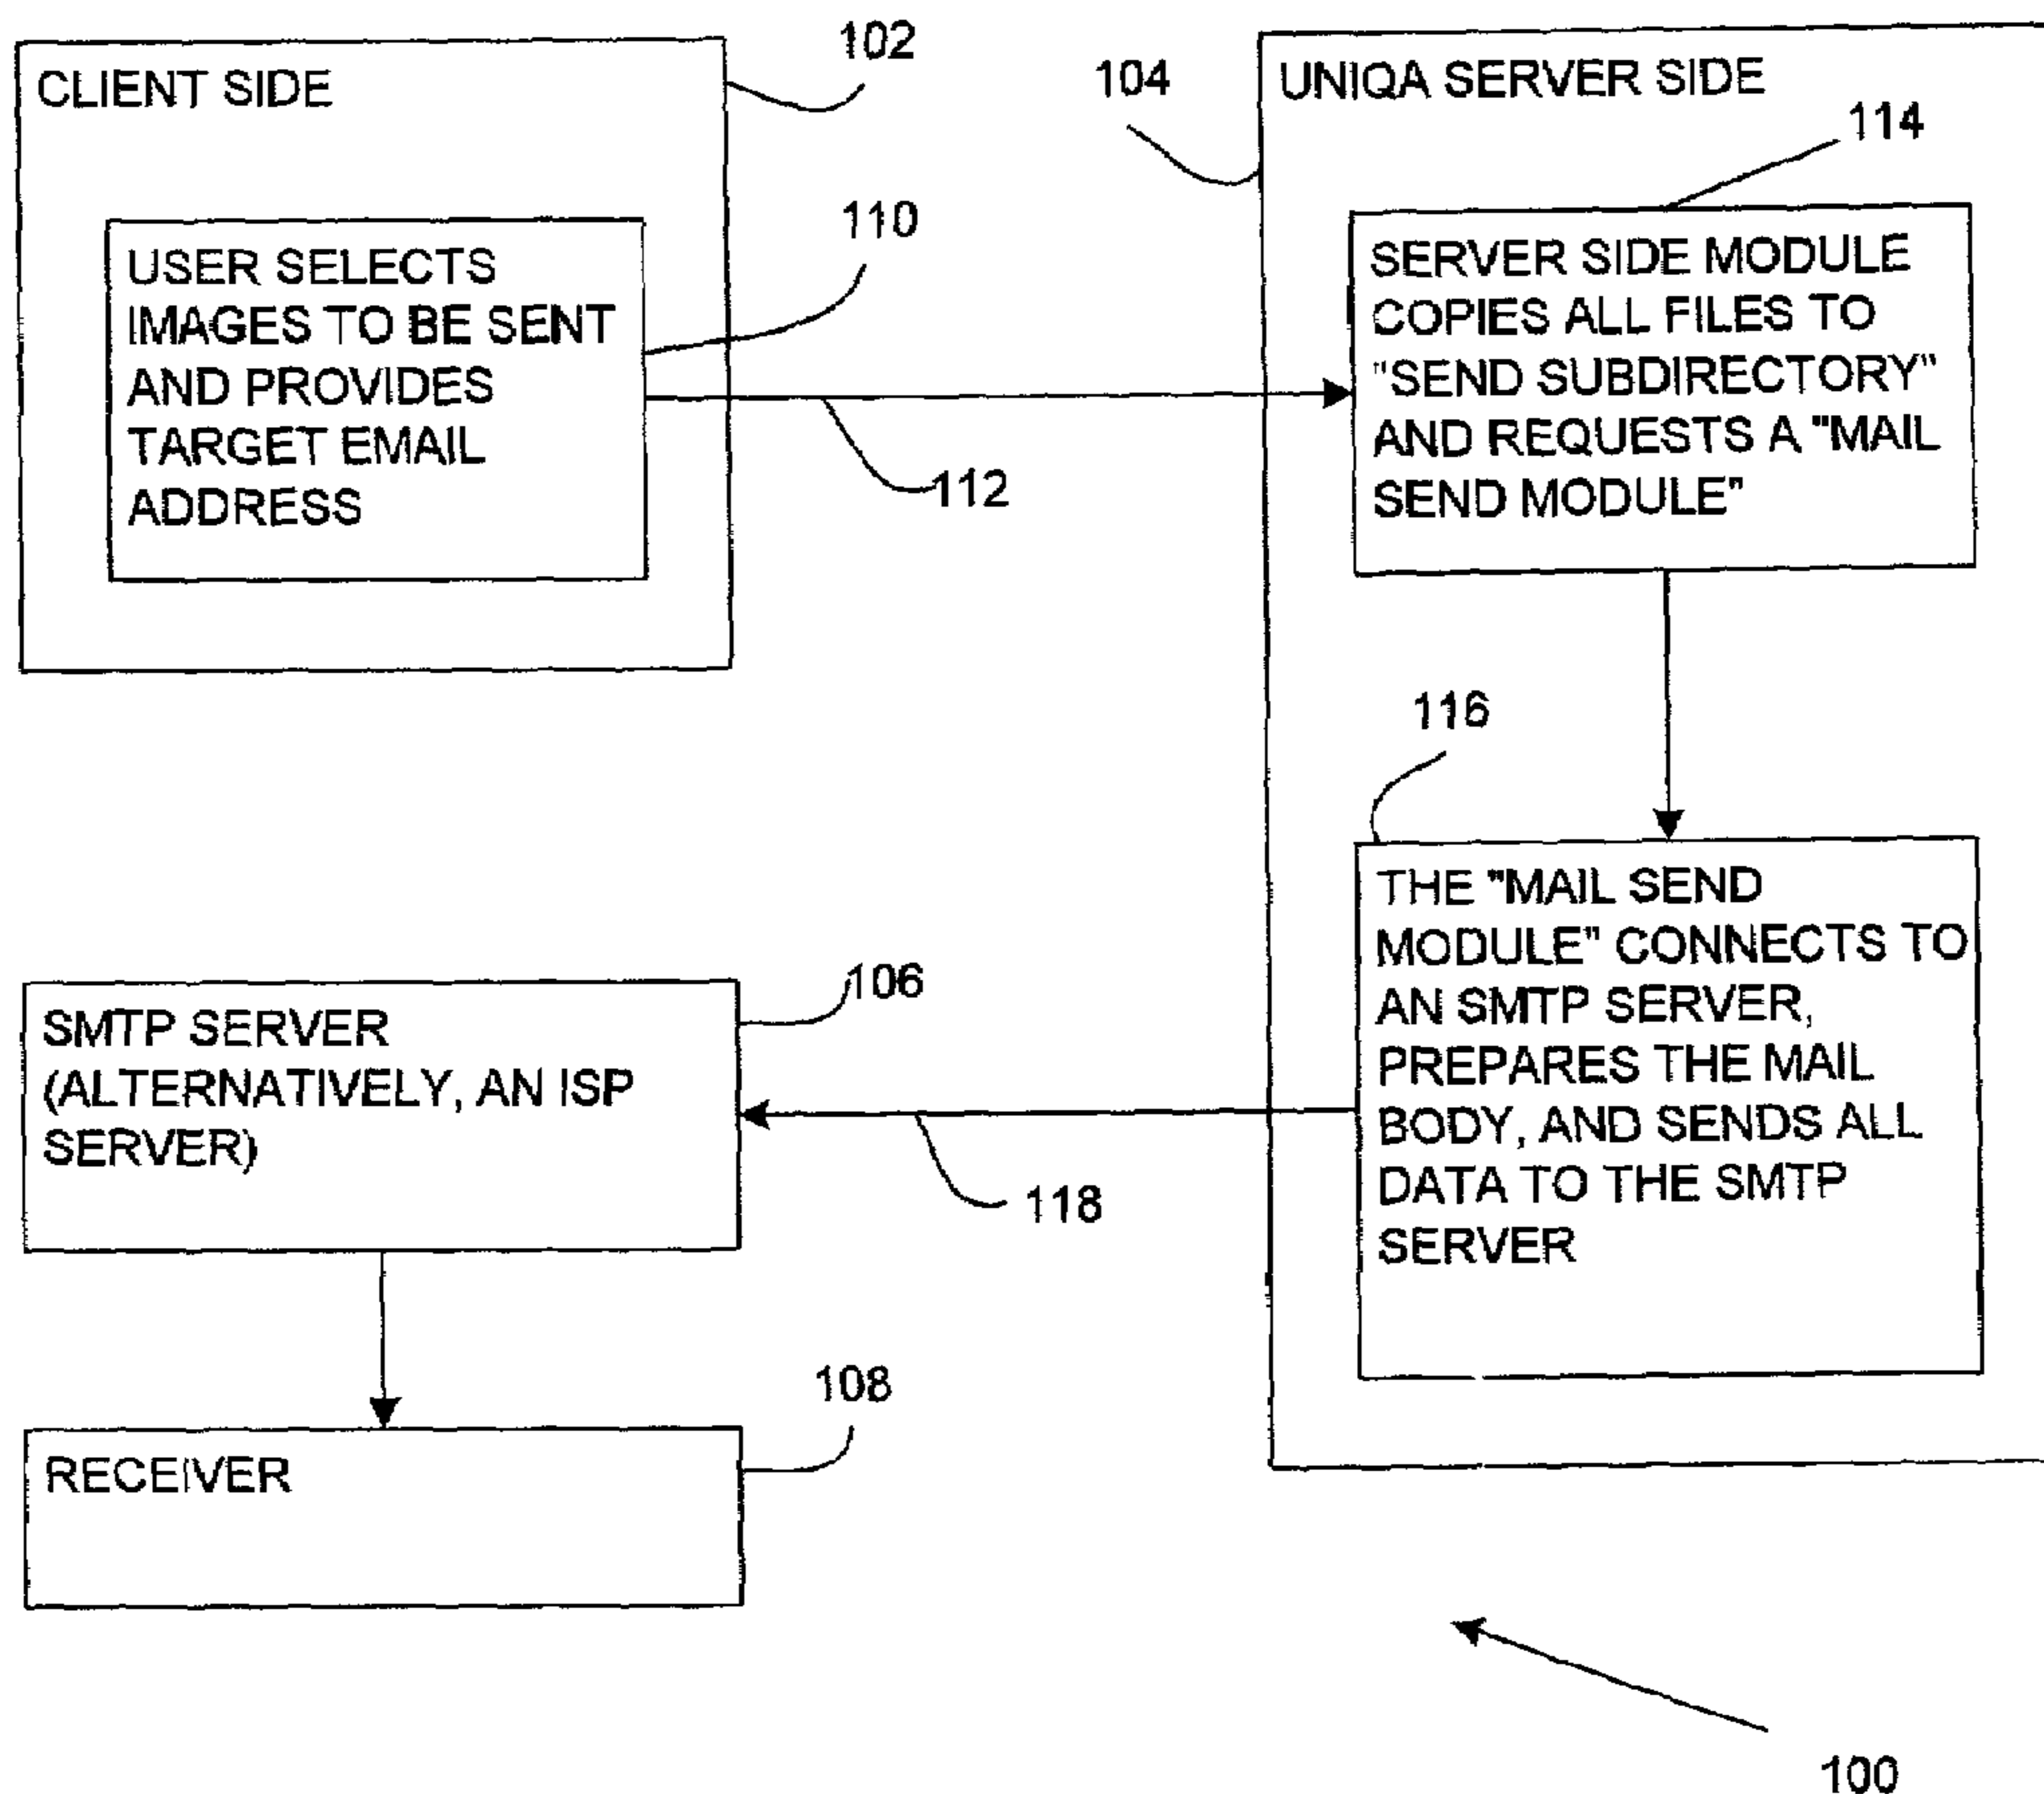 CLIENT SIDE
102
110
USER SELECTS
IMAGES TO BE SENT
AND PROVIDES
TARGET EMAIL
ADDRESS
112
104
UNIQA SERVER SIDE
114
SERVER SIDE MODULE
COPIES ALL FILES TO
"SEND SUBDIRECTORY"
AND REQUESTS A "MAIL
SEND MODULE"
116
THE "MAIL SEND
MODULE" CONNECTS TO
AN SMTP SERVER,
PREPARES THE MAIL
BODY, AND SENDS ALL
DATA TO THE SMTP
SERVER
118
106
SMTP SERVER
(ALTERNATIVELY, AN ISP
SERVER)
108
RECEIVER
100